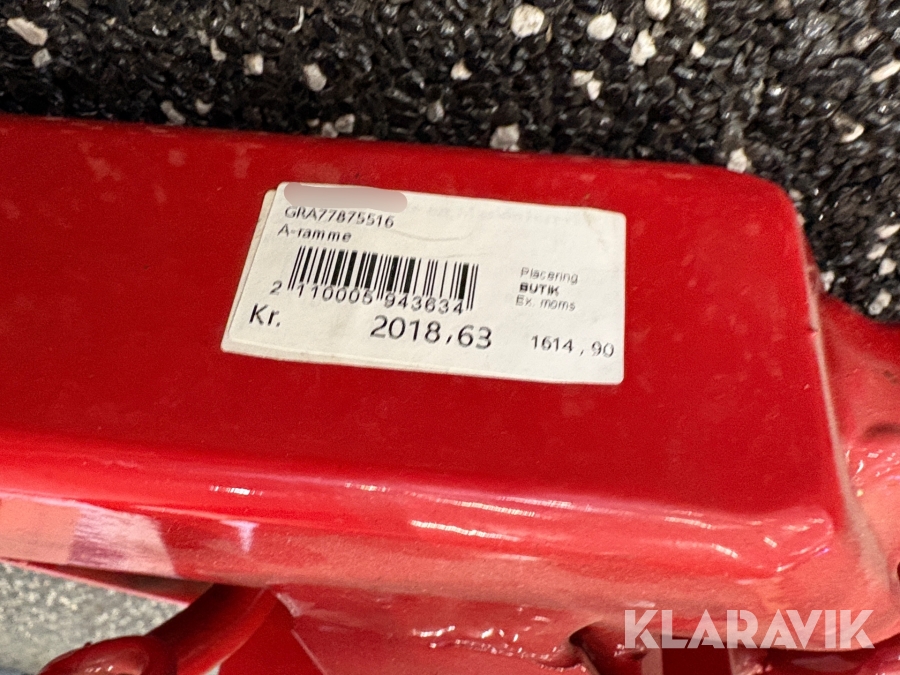 GRA77875516
A-ramme
2 110005 943634
Placering
BUTIK
Ex. moms
Kr. 2018,63
1614,90
KLARAVIK